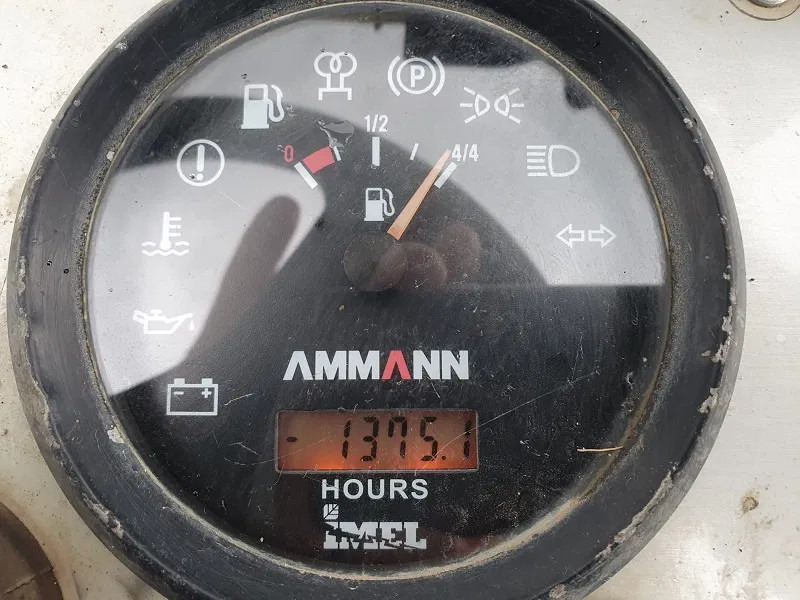 P
1/2
0
4/4
AMMANN
- 1375.1
HOURS
IMEL